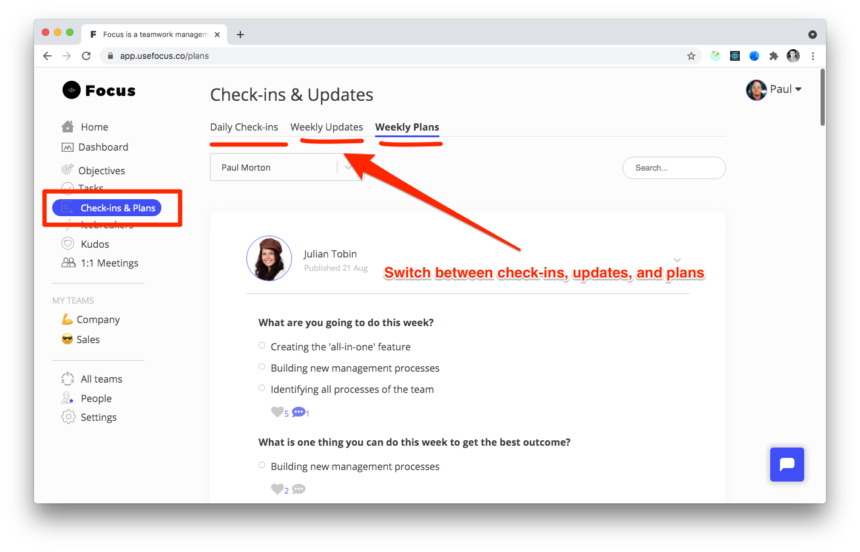 Focus is a teamwork managem
app.usefocus.co/plans
Focus
Check-ins & Updates
Paul
Daily Check-ins Weekly Updates Weekly Plans
Paul Morton
Search...
Home
Dashboard
Objectives
Tasks
Check-ins & Plans
Icebreakers
Kudos
1:1 Meetings
MY TEAMS
Company
Sales
All teams
People
Settings
Julian Tobin
Published 21 Aug
Switch between check-ins, updates, and plans
What are you going to do this week?
Creating the 'all-in-one' feature
Building new management processes
Identifying all processes of the team
5 1
What is one thing you can do this week to get the best outcome?
Building new management processes
2